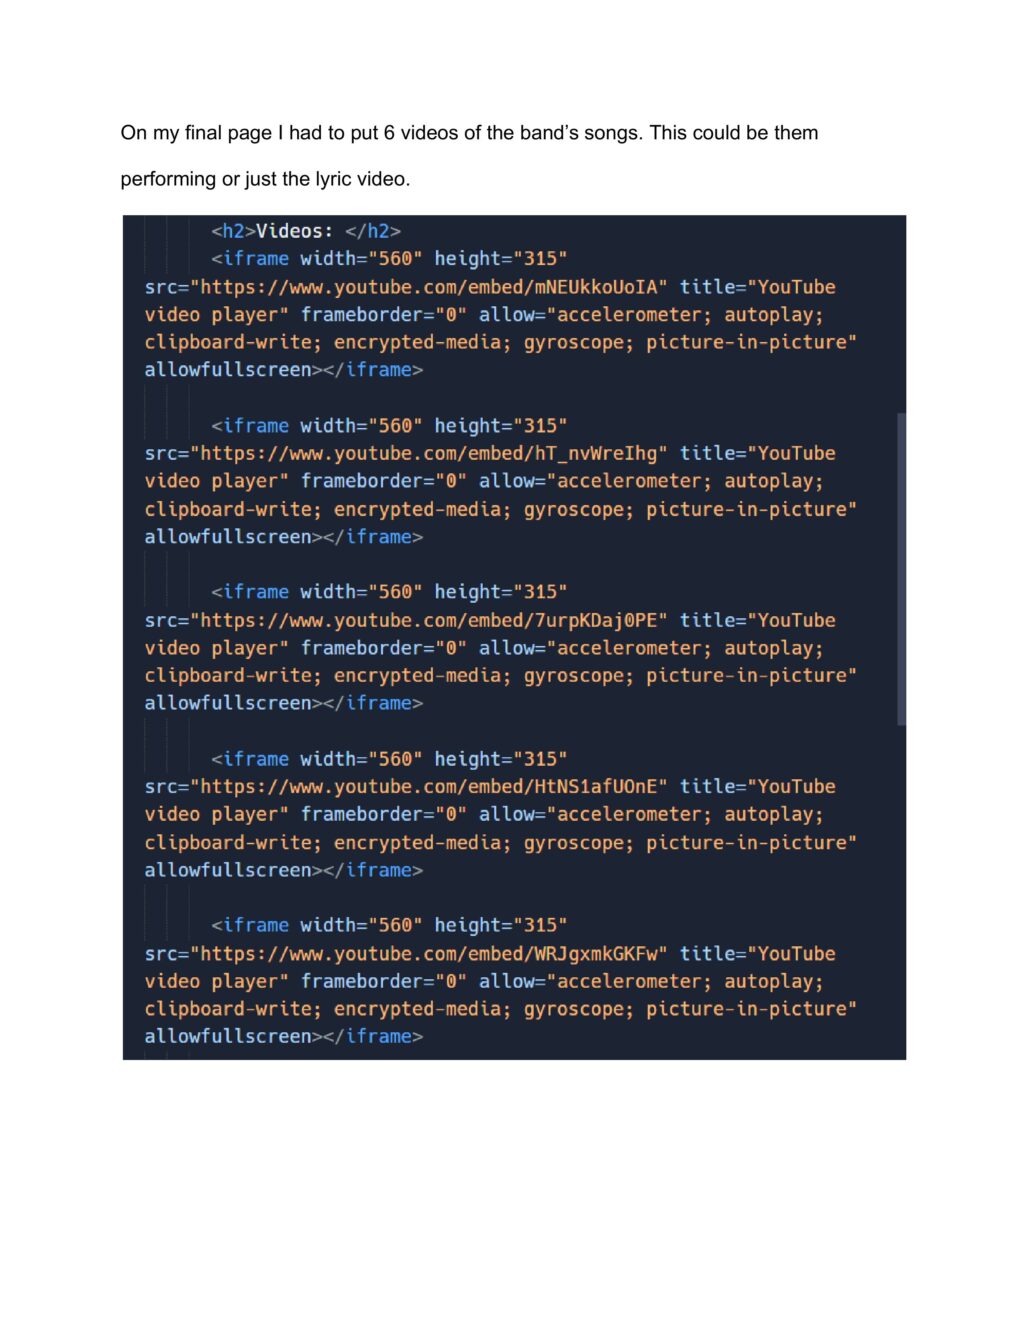 On my final page I had to put 6 videos of the band’s songs. This could be them
performing or just the lyric video.
<h2>Videos: </h2>
<iframe width="560" height="315"
src="https://www.youtube.com/embed/mNEUkkoUoIA" title="YouTube
video player" frameborder="0" allow="accelerometer; autoplay;
clipboard-write; encrypted-media; gyroscope; picture-in-picture"
allowfullscreen></iframe>
<iframe width="560" height="315"
src="https://www.youtube.com/embed/hT_nvWreIhg" title="YouTube
video player" frameborder="0" allow="accelerometer; autoplay;
clipboard-write; encrypted-media; gyroscope; picture-in-picture"
allowfullscreen></iframe>
<iframe width="560" height="315"
src="https://www.youtube.com/embed/7urpKDaj0PE" title="YouTube
video player" frameborder="0" allow="accelerometer; autoplay;
clipboard-write; encrypted-media; gyroscope; picture-in-picture"
allowfullscreen></iframe>
<iframe width="560" height="315"
src="https://www.youtube.com/embed/HtNS1afUOnE" title="YouTube
video player" frameborder="0" allow="accelerometer; autoplay;
clipboard-write; encrypted-media; gyroscope; picture-in-picture"
allowfullscreen></iframe>
<iframe width="560" height="315"
src="https://www.youtube.com/embed/WRJgxmkGKFw" title="YouTube
video player" frameborder="0" allow="accelerometer; autoplay;
clipboard-write; encrypted-media; gyroscope; picture-in-picture"
allowfullscreen></iframe>